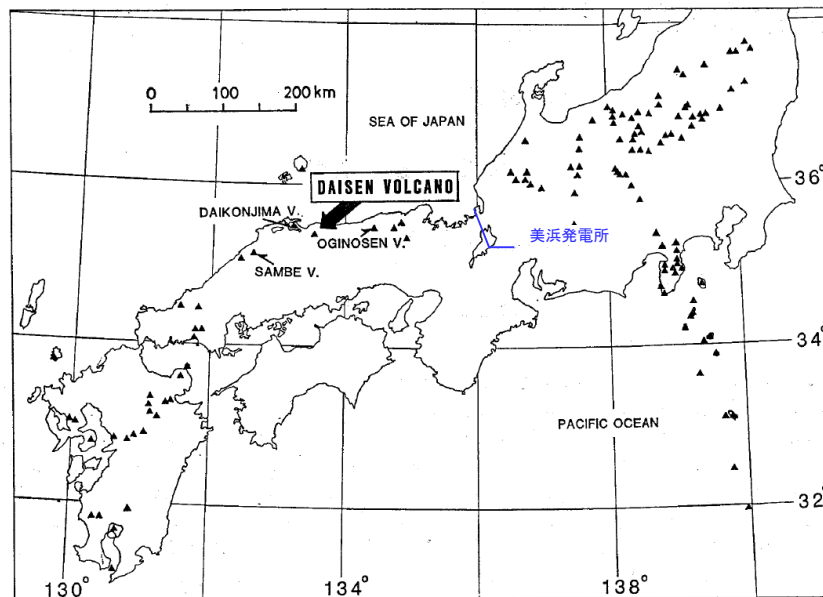 0 100 200 km
SEA OF JAPAN
36°
DAISEN VOLCANO
DAIKONJIMA V.
OGINOSEN V.
美浜発電所
SAMBE V.
34°
PACIFIC OCEAN
32°
130° 134° 138°